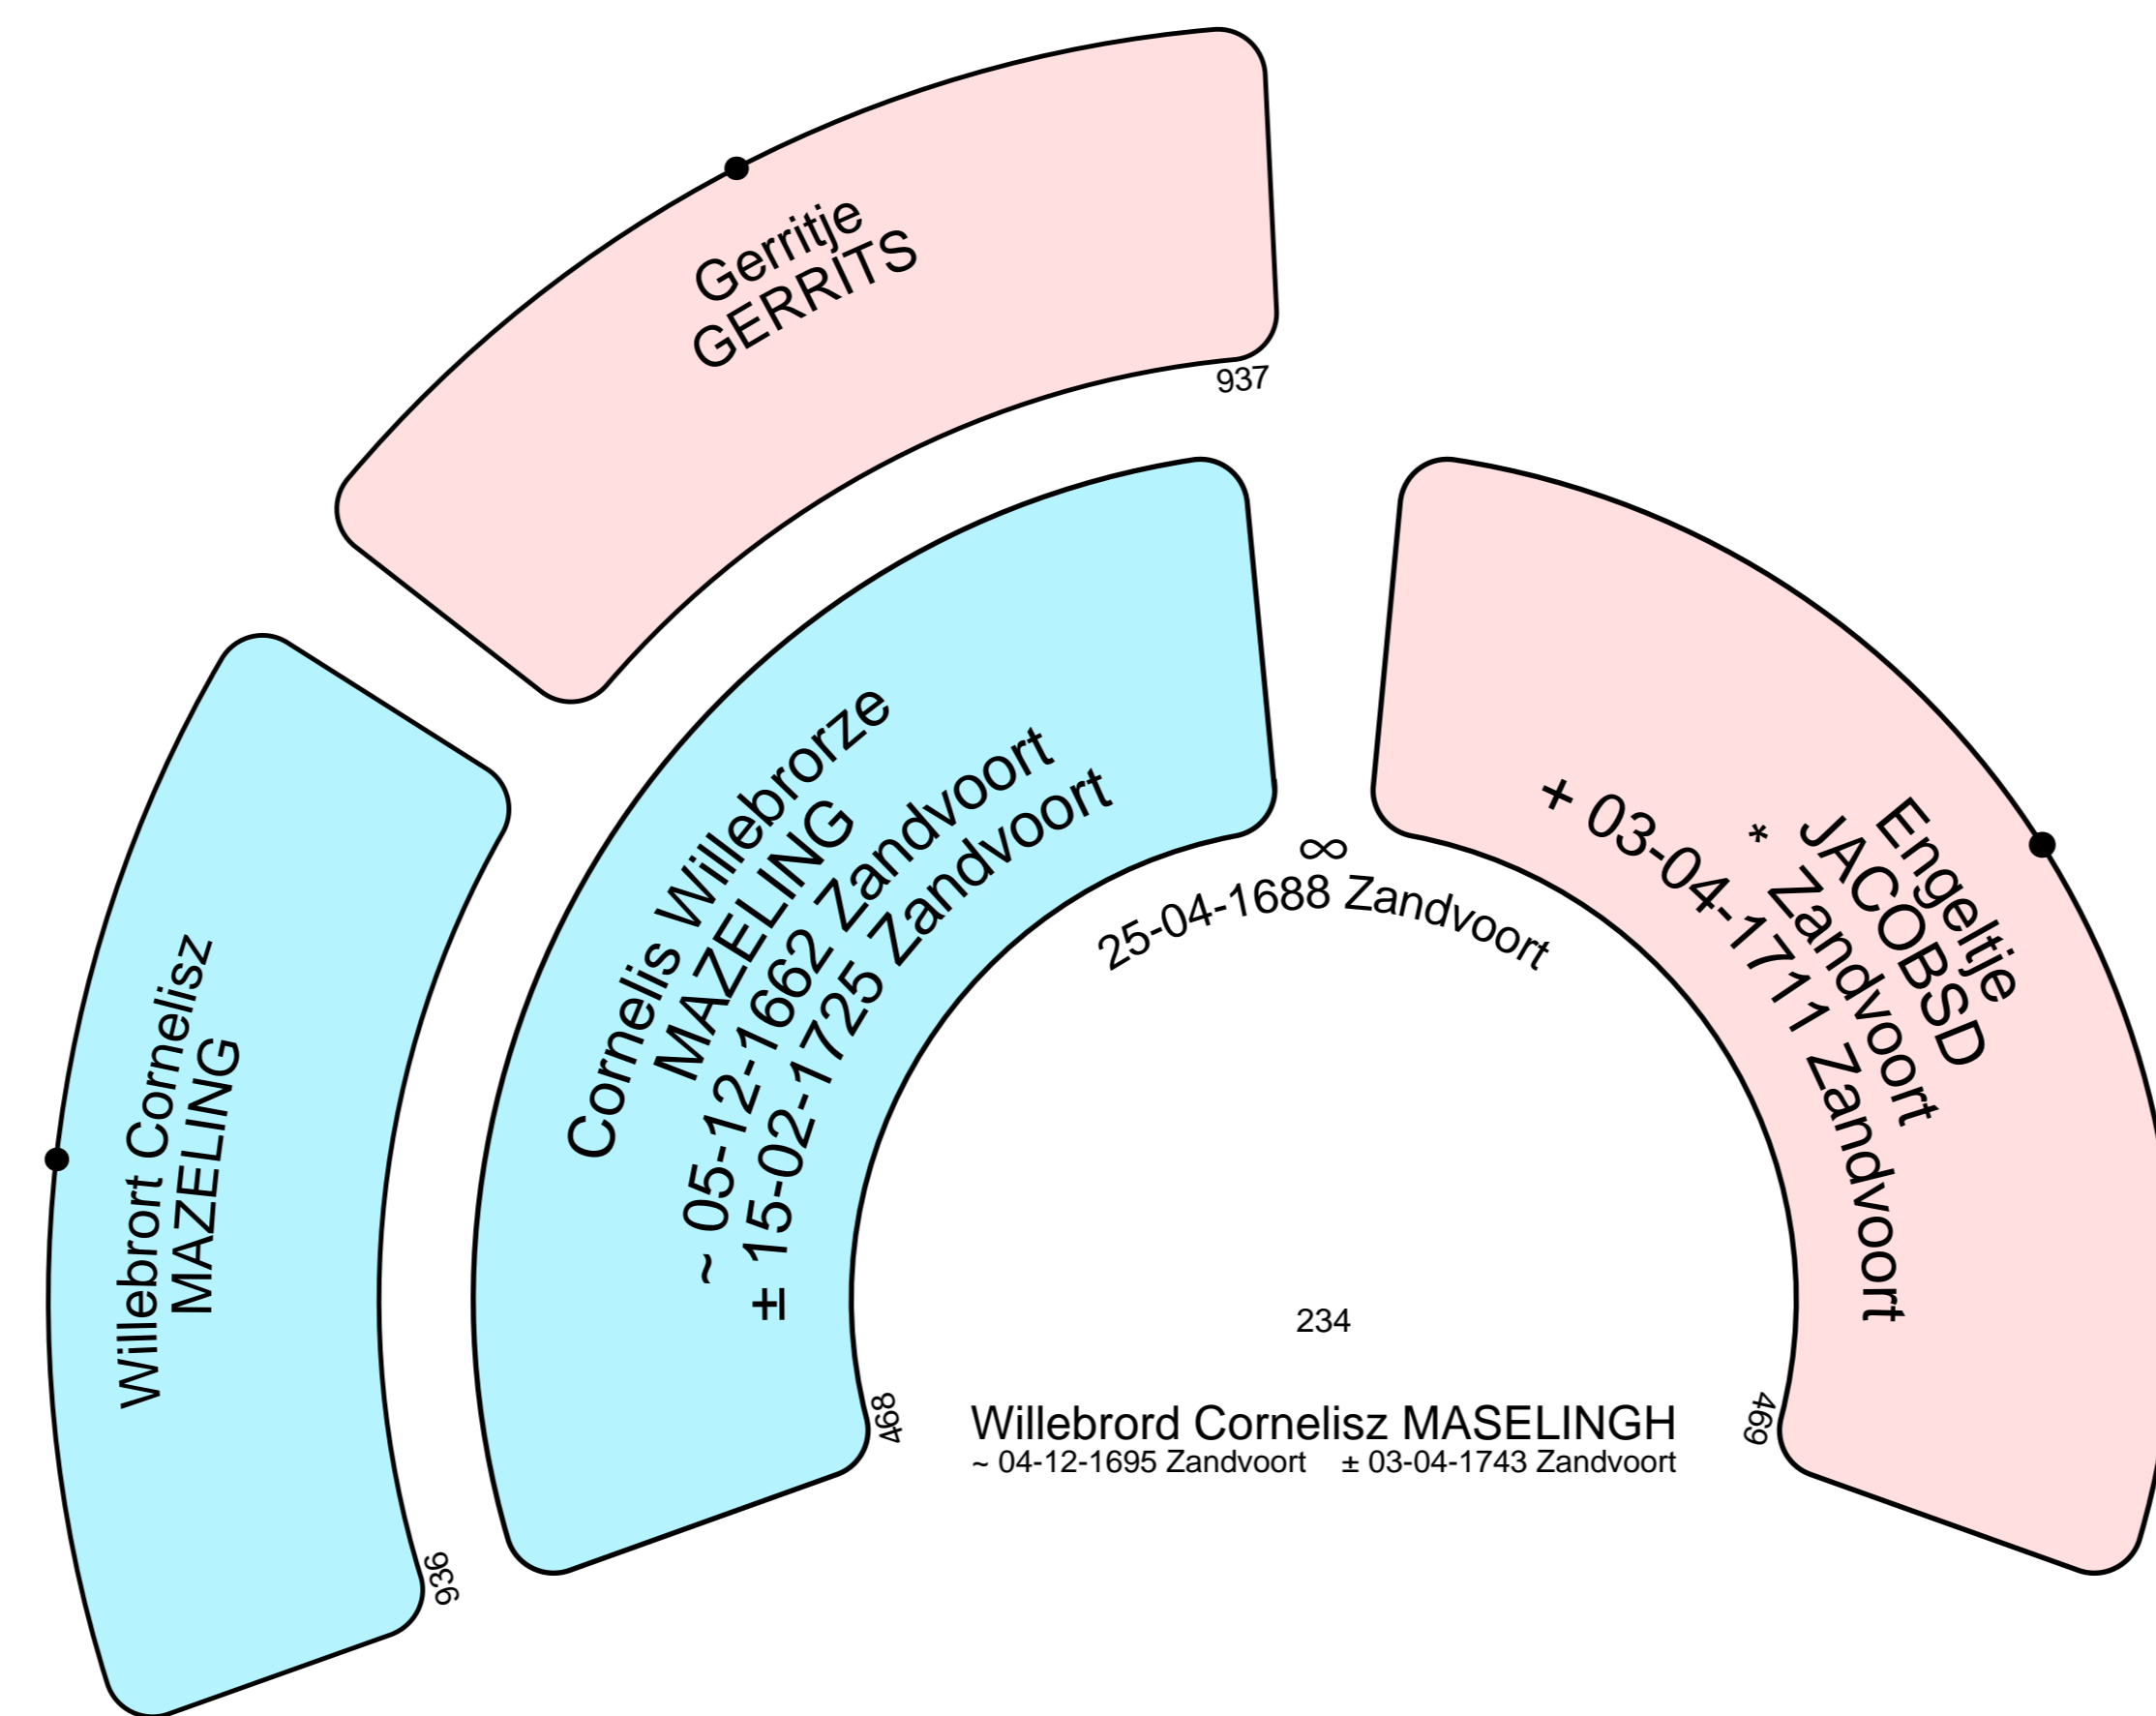 Gerritje
GERRITS
937
Willebrort Cornelisz
MAZELING
936
Cornelis Willebrorze
MAZELING
~ 05-12-1662 Zandvoort
± 15-02-1725 Zandvoort
468
∞
25-04-1688 Zandvoort
Engeltje
JACOBSD
* Zandvoort
+ 03-04-1711 Zandvoort
469
234
Willebrord Cornelisz MASELINGH
~ 04-12-1695 Zandvoort ± 03-04-1743 Zandvoort